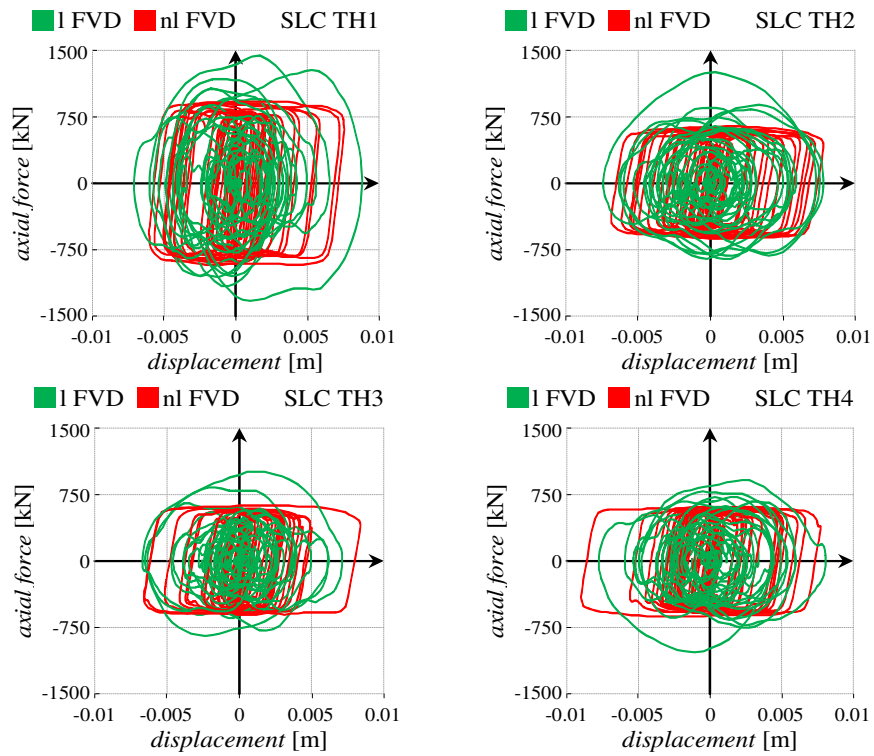 l FVD nl FVD SLC TH1
1500
750
0
-750
-1500
-0.01 -0.005 0 0.005 0.01
axial force [kN]
displacement [m]
l FVD nl FVD SLC TH2
1500
750
0
-750
-1500
-0.01 -0.005 0 0.005 0.01
axial force [kN]
displacement [m]
l FVD nl FVD SLC TH3
1500
750
0
-750
-1500
-0.01 -0.005 0 0.005 0.01
axial force [kN]
displacement [m]
l FVD nl FVD SLC TH4
1500
750
0
-750
-1500
-0.01 -0.005 0 0.005 0.01
axial force [kN]
displacement [m]